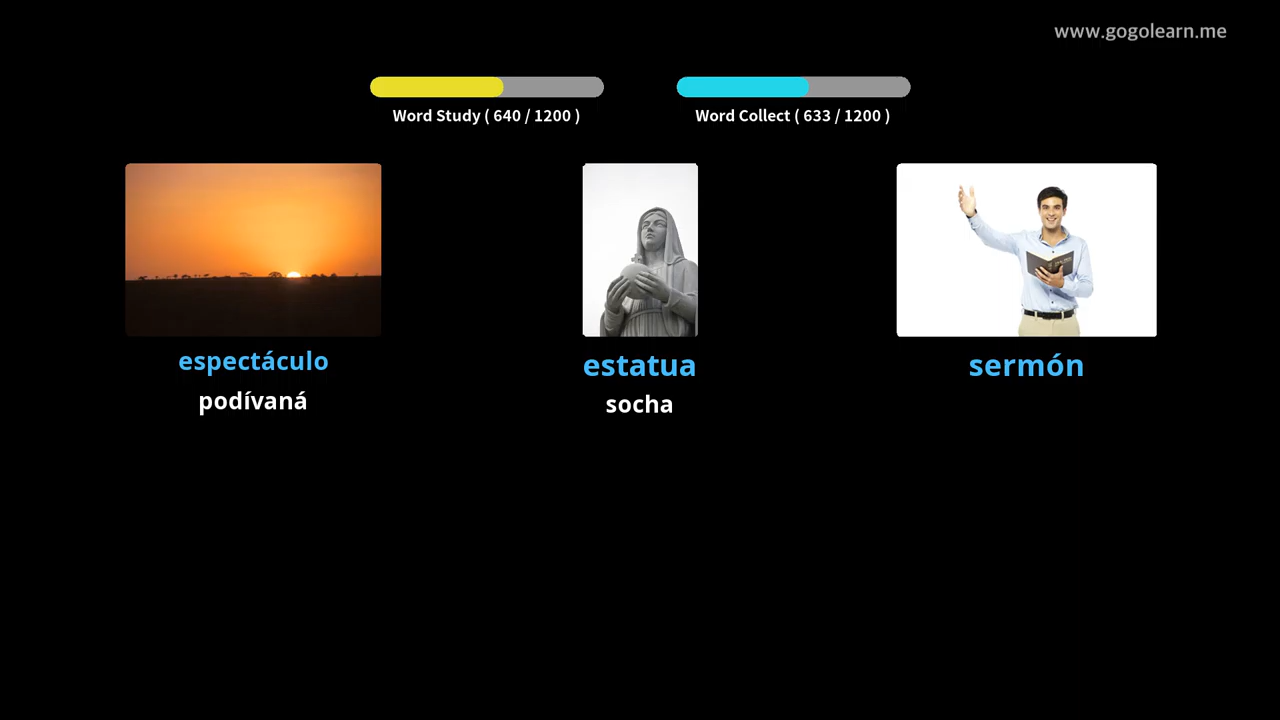 www.gogolearn.me
Word Study ( 640 / 1200 )
Word Collect ( 633 / 1200 )
espectáculo
podívaná
estatua
socha
sermón